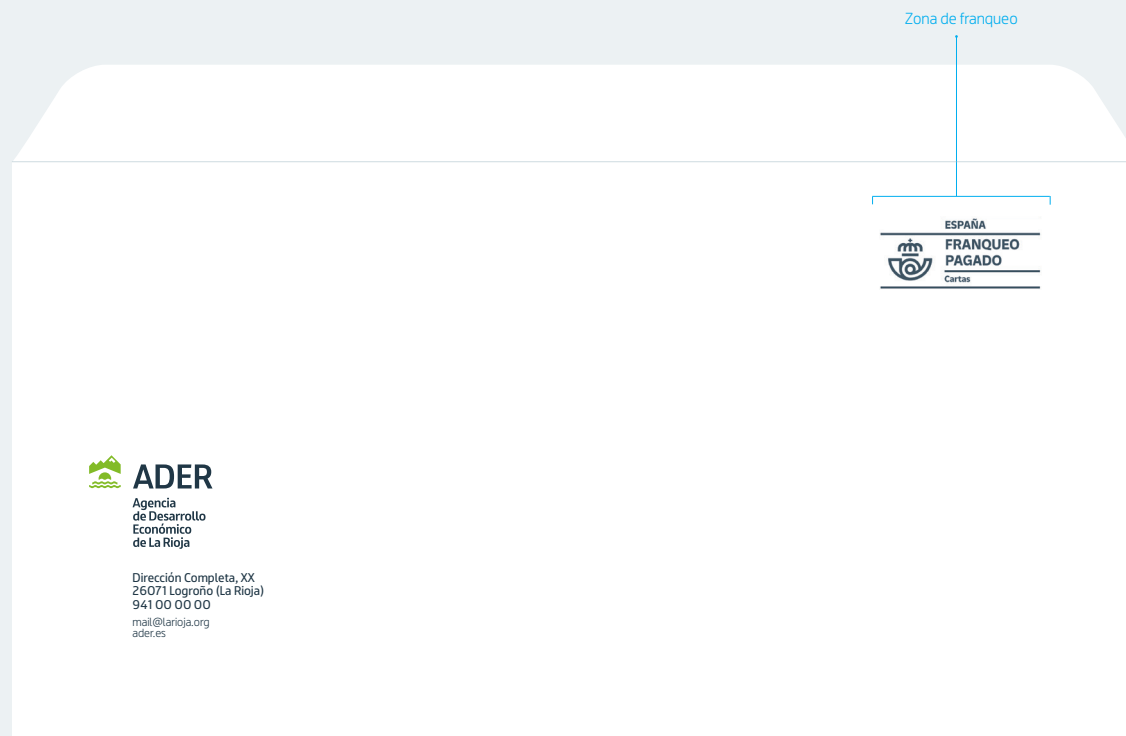 Zona de franqueo
ESPAÑA
FRANQUEO
PAGADO
Cartas
ADER
Agencia
de Desarrollo
Económico
de La Rioja
Dirección Completa, XX
26071 Logroño (La Rioja)
941 00 00 00
mail@larioja.org
ader.es